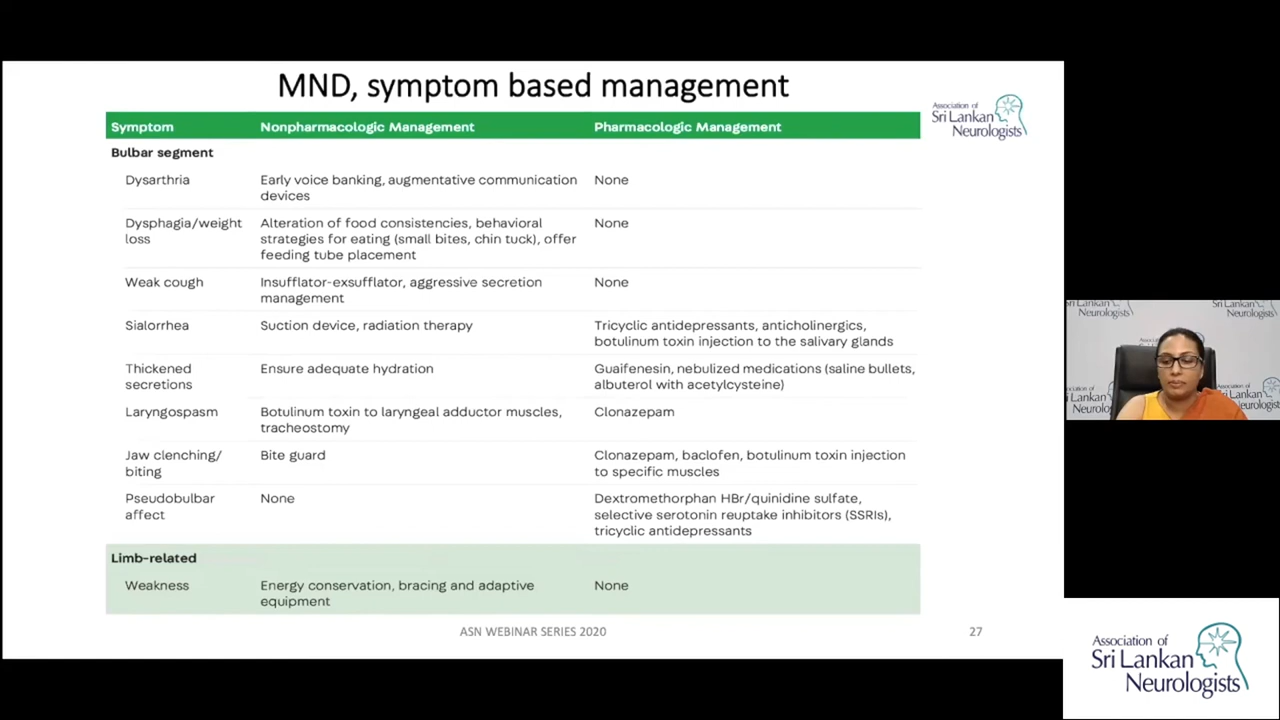 MND, symptom based management
Association of
Sri Lankan
Neurologists
Symptom Nonpharmacologic Management Pharmacologic Management
Bulbar segment
Dysarthria Early voice banking, augmentative communication devices None
Dysphagia/weight loss Alteration of food consistencies, behavioral strategies for eating (small bites, chin tuck), offer feeding tube placement None
Weak cough Insufflator-exsufflator, aggressive secretion management None
Sialorrhea Suction device, radiation therapy Tricyclic antidepressants, anticholinergics, botulinum toxin injection to the salivary glands
Thickened secretions Ensure adequate hydration Guaifenesin, nebulized medications (saline bullets, albuterol with acetylcysteine)
Laryngospasm Botulinum toxin to laryngeal adductor muscles, tracheostomy Clonazepam
Jaw clenching/biting Bite guard Clonazepam, baclofen, botulinum toxin injection to specific muscles
Pseudobulbar affect None Dextromethorphan HBr/quinidine sulfate, selective serotonin reuptake inhibitors (SSRIs), tricyclic antidepressants
Limb-related
Weakness Energy conservation, bracing and adaptive equipment None
ASN WEBINAR SERIES 2020 27
Association of
Sri Lankan
Neurologists